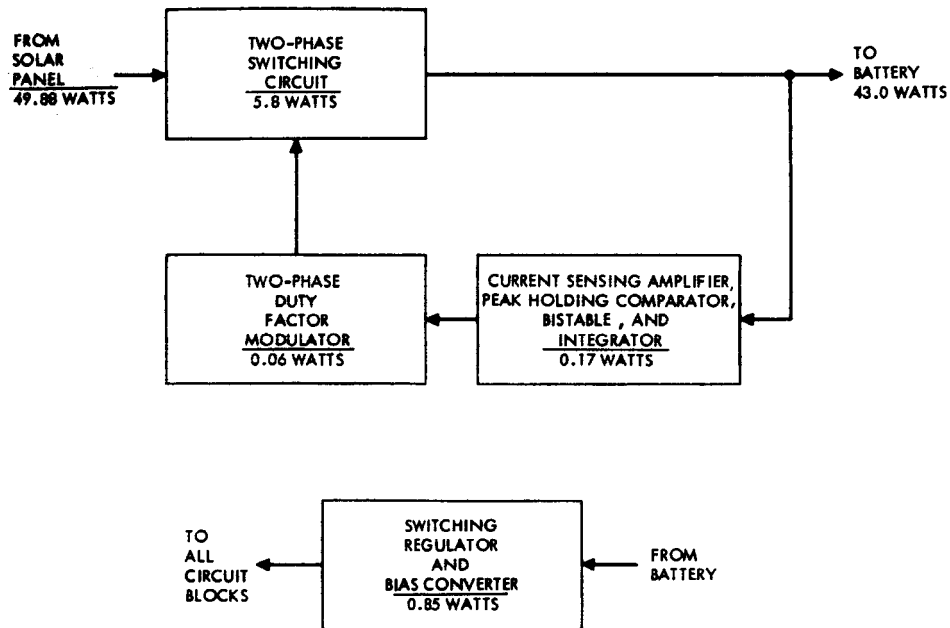 FROM
SOLAR
PANEL
49.88 WATTS
TWO-PHASE
SWITCHING
CIRCUIT
5.8 WATTS
TO
BATTERY
43.0 WATTS
TWO-PHASE
DUTY
FACTOR
MODULATOR
0.06 WATTS
CURRENT SENSING AMPLIFIER,
PEAK HOLDING COMPARATOR,
BISTABLE , AND
INTEGRATOR
0.17 WATTS
TO
ALL
CIRCUIT
BLOCKS
SWITCHING
REGULATOR
AND
BIAS CONVERTER
0.85 WATTS
FROM
BATTERY